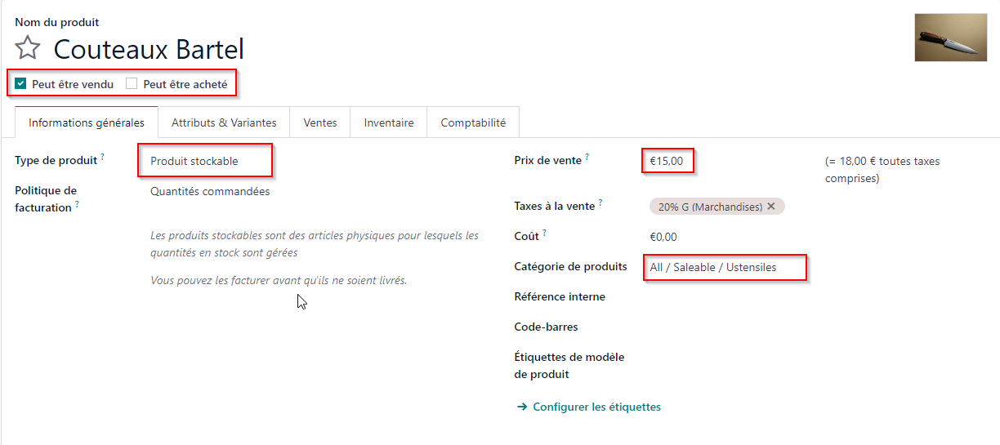 Nom du produit
Couteaux Bartel
Peut être vendu Peut être acheté
Informations générales Attributs & Variantes Ventes Inventaire Comptabilité
Type de produit ? Produit stockable
Politique de
facturation ? Quantités commandées
Les produits stockables sont des articles physiques pour lesquels les
quantités en stock sont gérées
Vous pouvez les facturer avant qu'ils ne soient livrés.
Prix de vente ? €15,00 (= 18,00 € toutes taxes
comprises)
Taxes à la vente ? 20% G (Marchandises) ×
Coût ? €0,00
Catégorie de produits All / Saleable / Ustensiles
Référence interne
Code-barres
Étiquettes de modèle
de produit
→ Configurer les étiquettes